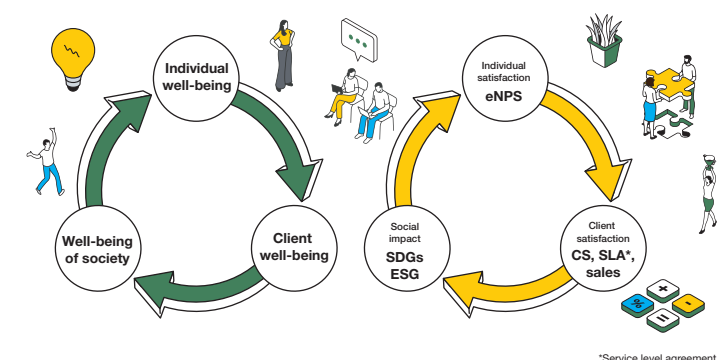 Individual
well-being
Client
well-being
Well-being
of society
Individual
satisfaction
eNPS
Client
satisfaction
CS, SLA*,
sales
Social
impact
SDGs
ESG
%
+
-
=
*Service level agreement